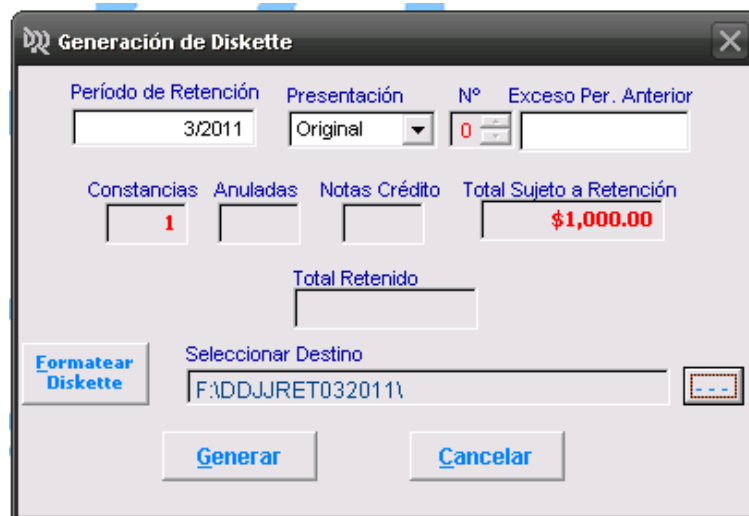 Generación de Diskette
Período de Retención Presentación Nº Exceso Per. Anterior
3/2011 Original 0
Constancias Anuladas Notas Crédito Total Sujeto a Retención
1 $1,000.00
Total Retenido
Formatear
Diskette
Seleccionar Destino
F:\DDJJRET032011\
---
Generar Cancelar